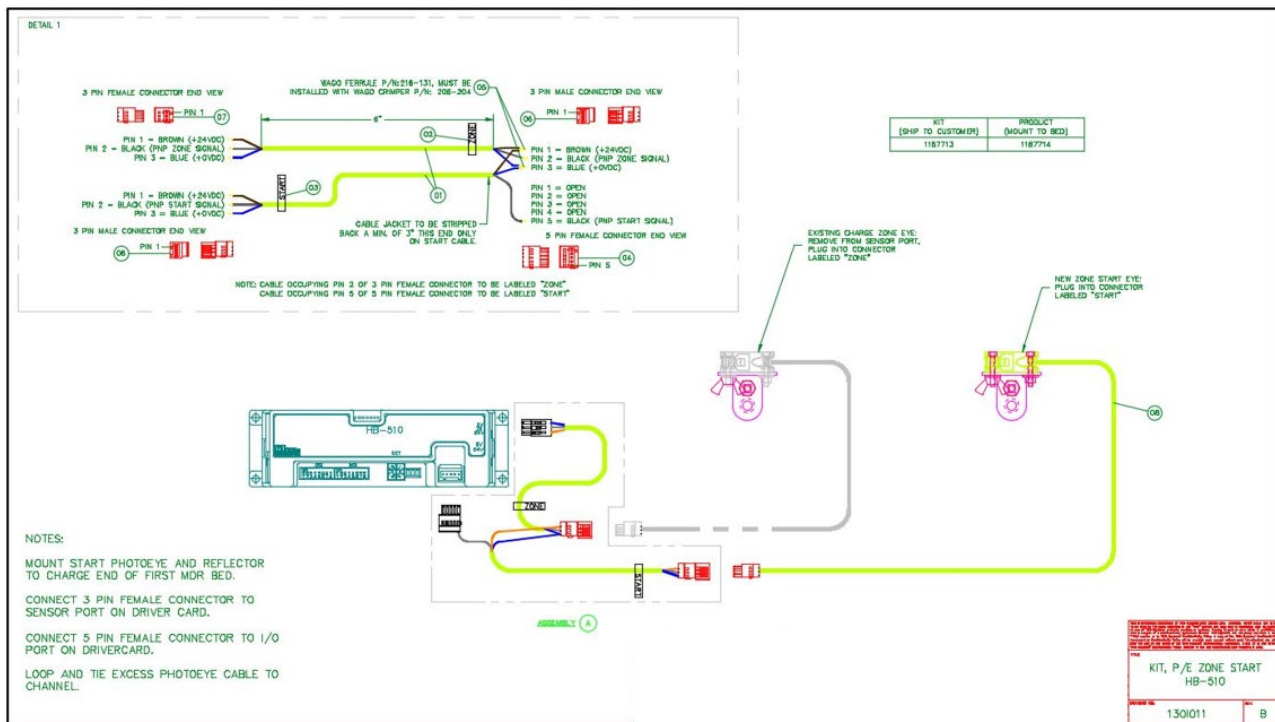 DETAIL 1
WAGO FERRULE P/N:216-131, MUST BE
INSTALLED WITH WAGO CRIMPER P/N: 206-204
05
3 PIN FEMALE CONNECTOR END VIEW
PIN 1
07
3 PIN MALE CONNECTOR END VIEW
PIN 1
06
6"
02
ZONE
PIN 1 = BROWN (+24VDC)
PIN 2 = BLACK (PNP ZONE SIGNAL)
PIN 3 = BLUE (+0VDC)
PIN 1 = BROWN (+24VDC)
PIN 2 = BLACK (PNP ZONE SIGNAL)
PIN 3 = BLUE (+0VDC)
START
03
01
PIN 1 = BROWN (+24VDC)
PIN 2 = BLACK (PNP START SIGNAL)
PIN 3 = BLUE (+0VDC)
PIN 1 = OPEN
PIN 2 = OPEN
PIN 3 = OPEN
PIN 4 = OPEN
PIN 5 = BLACK (PNP START SIGNAL)
CABLE JACKET TO BE STRIPPED
BACK A MIN. OF 3" THIS END ONLY
ON START CABLE.
3 PIN MALE CONNECTOR END VIEW
PIN 1
5 PIN FEMALE CONNECTOR END VIEW
04
PIN 5
NOTE: CABLE OCCUPYING PIN 2 OF 3 PIN FEMALE CONNECTOR TO BE LABELED "ZONE"
CABLE OCCUPYING PIN 5 OF 5 PIN FEMALE CONNECTOR TO BE LABELED "START"
KIT
(SHIP TO CUSTOMER)
PRODUCT
(MOUNT TO BED)
1187713
1187714
EXISTING CHARGE ZONE EYE:
REMOVE FROM SENSOR PORT,
PLUG INTO CONNECTOR
LABELED "ZONE"
NEW ZONE START EYE:
PLUG INTO CONNECTOR
LABELED "START"
08
HB-510
ZONE
START
ASSEMBLY A
NOTES:
MOUNT START PHOTOEYE AND REFLECTOR
TO CHARGE END OF FIRST MDR BED.
CONNECT 3 PIN FEMALE CONNECTOR TO
SENSOR PORT ON DRIVER CARD.
CONNECT 5 PIN FEMALE CONNECTOR TO I/O
PORT ON DRIVERCARD.
LOOP AND TIE EXCESS PHOTOEYE CABLE TO
CHANNEL.
KIT, P/E ZONE START
HB-510
1301011
B